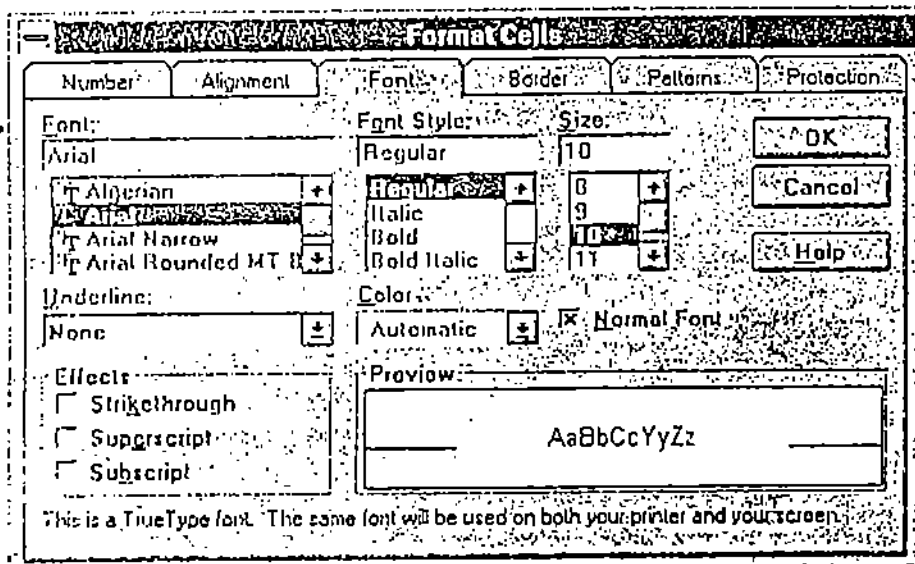 Format Cells
Number Alignment Font Border Patterns Protection
Font: Font Style: Size:
Arial Regular 10 OK
Algerian Regular 8 Cancel
Arial Italic 9
Arial Narrow Bold 10 Help
Arial Rounded MT B Bold Italic 11
Underline: Color:
None Automatic Normal Font
Effects Preview
Strikethrough
Superscript AaBbCcYyZz
Subscript
This is a TrueType font. The same font will be used on both your printer and your screen.